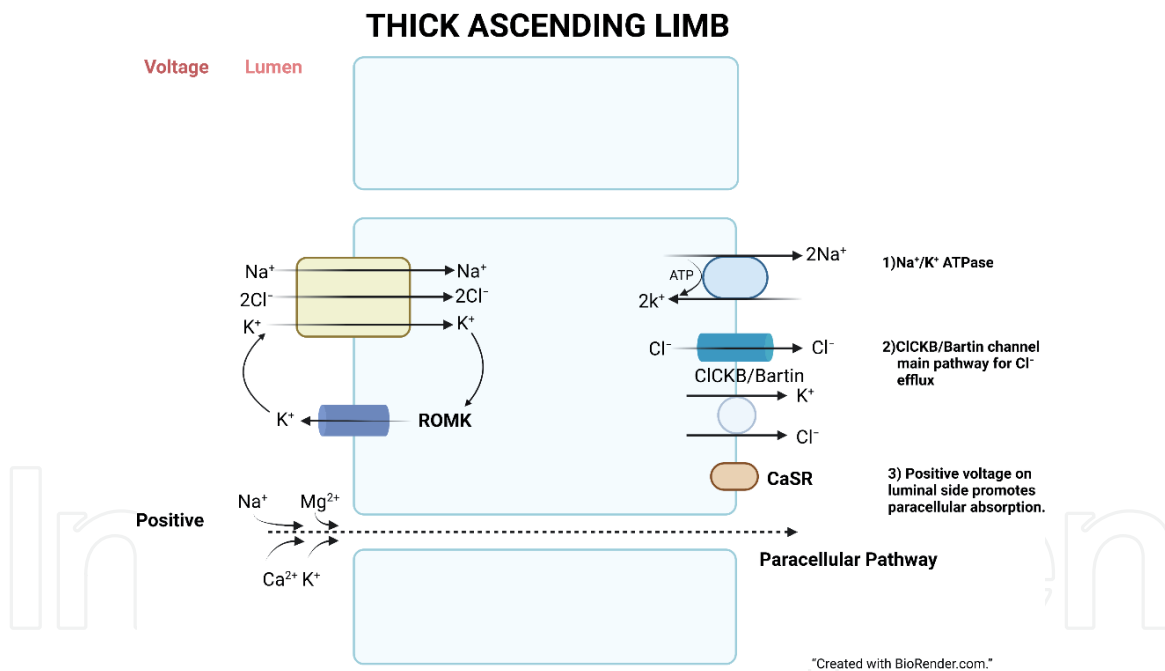 THICK ASCENDING LIMB
Voltage Lumen
Na⁺ Na⁺
2Cl⁻ 2Cl⁻
K⁺ K⁺
K⁺ ROMK
2Na⁺
ATP
2k⁺
1)Na⁺/K⁺ ATPase
Cl⁻ Cl⁻
ClCKB/Bartin
2)ClCKB/Bartin channel
main pathway for Cl⁻
efflux
K⁺
Cl⁻
CaSR
3) Positive voltage on
luminal side promotes
paracellular absorption.
Positive
Na⁺ Mg²⁺
Ca²⁺ K⁺
Paracellular Pathway
"Created with BioRender.com."